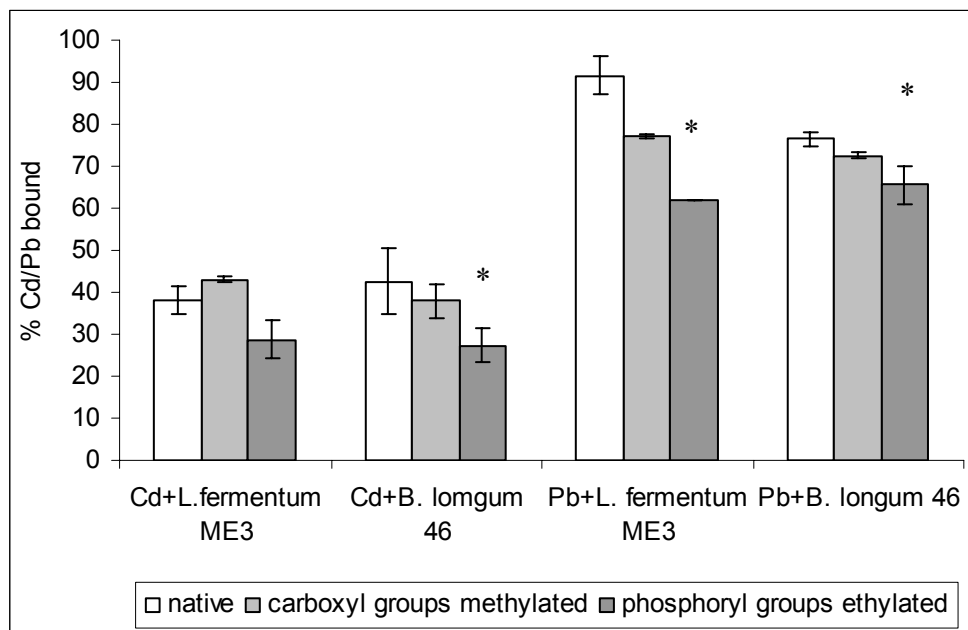 100
90
80
70
60
50
40
30
20
10
0
% Cd/Pb bound
*
*
*
Cd+L.fermentum ME3
Cd+B. lomgum 46
Pb+L. fermentum ME3
Pb+B. longum 46
native
carboxyl groups methylated
phosphoryl groups ethylated